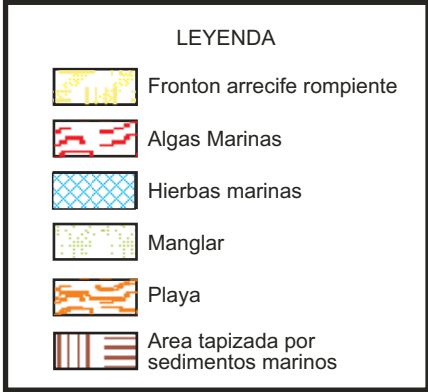 LEYENDA
Fronton arrecife rompiente
Algas Marinas
Hierbas marinas
Manglar
Playa
Area tapizada por
sedimentos marinos